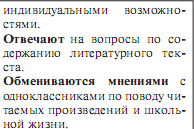 индивидуальными возможно-
стями.
Отвечают на вопросы по со-
держанию литературного тек-
ста.
Обмениваются мнениями с
одноклассниками по поводу чи-
таемых произведений и школь-
ной жизни.